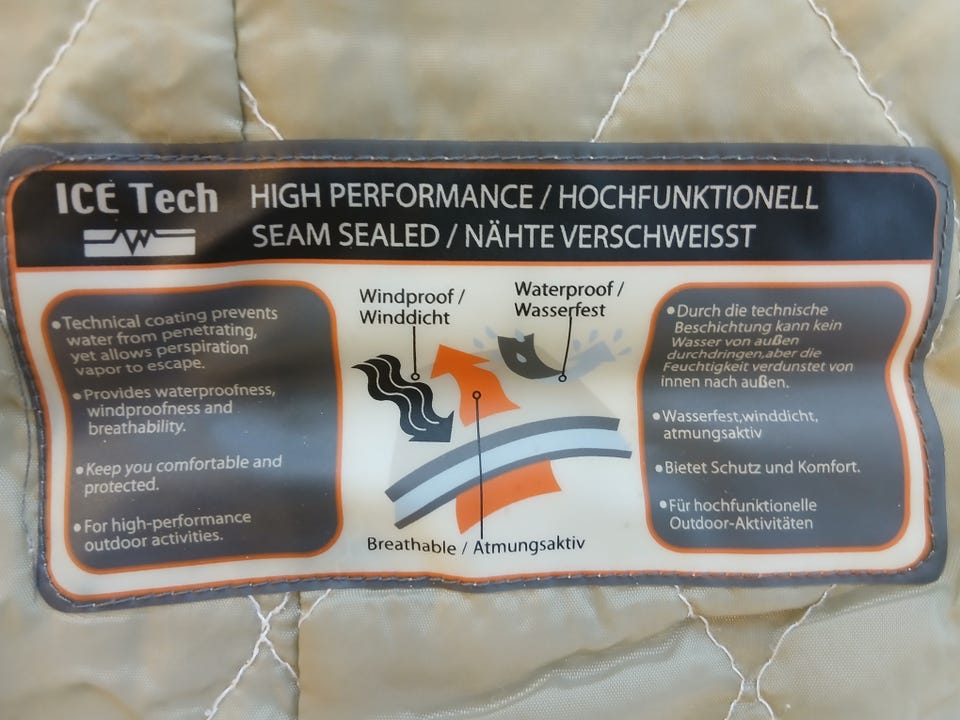 ICE Tech
HIGH PERFORMANCE / HOCHFUNKTIONELL
SEAM SEALED / NÄHTE VERSCHWEISST
•Technical coating prevents
water from penetrating,
yet allows perspiration
vapor to escape.
•Provides waterproofness,
windproofness and
breathability.
•Keep you comfortable and
protected.
•For high-performance
outdoor activities.
Windproof /
Winddicht
Waterproof /
Wasserfest
Breathable / Atmungsaktiv
•Durch die technische
Beschichtung kann kein
Wasser von außen
durchdringen,aber die
Feuchtigkeit verdunstet von
innen nach außen.
•Wasserfest,winddicht,
atmungsaktiv
•Bietet Schutz und Komfort.
•Für hochfunktionelle
Outdoor-Aktivitäten